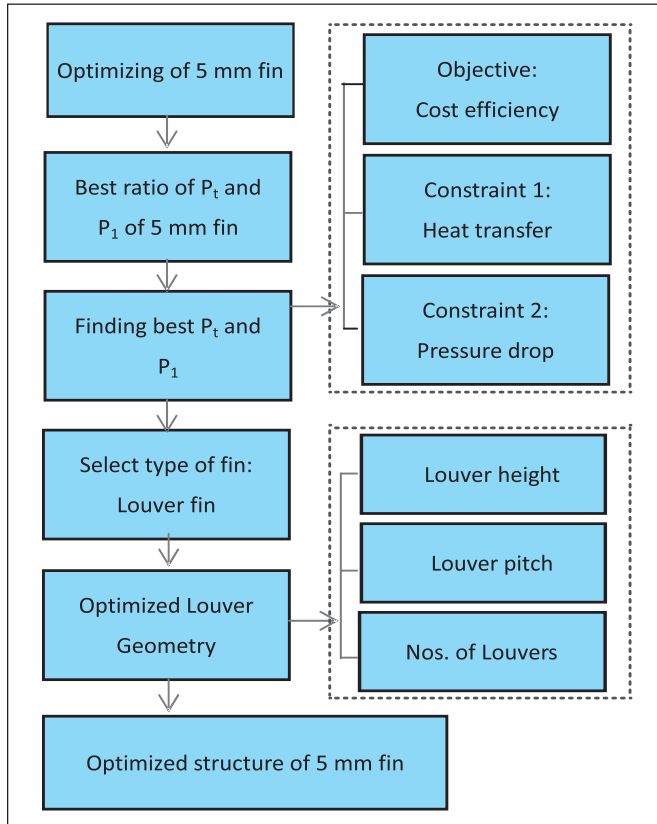 Optimizing of 5 mm fin
Best ratio of Pₜ and
P₁ of 5 mm fin
Finding best Pₜ and
P₁
Select type of fin:
Louver fin
Optimized Louver
Geometry
Optimized structure of 5 mm fin
Objective:
Cost efficiency
Constraint 1:
Heat transfer
Constraint 2:
Pressure drop
Louver height
Louver pitch
Nos. of Louvers